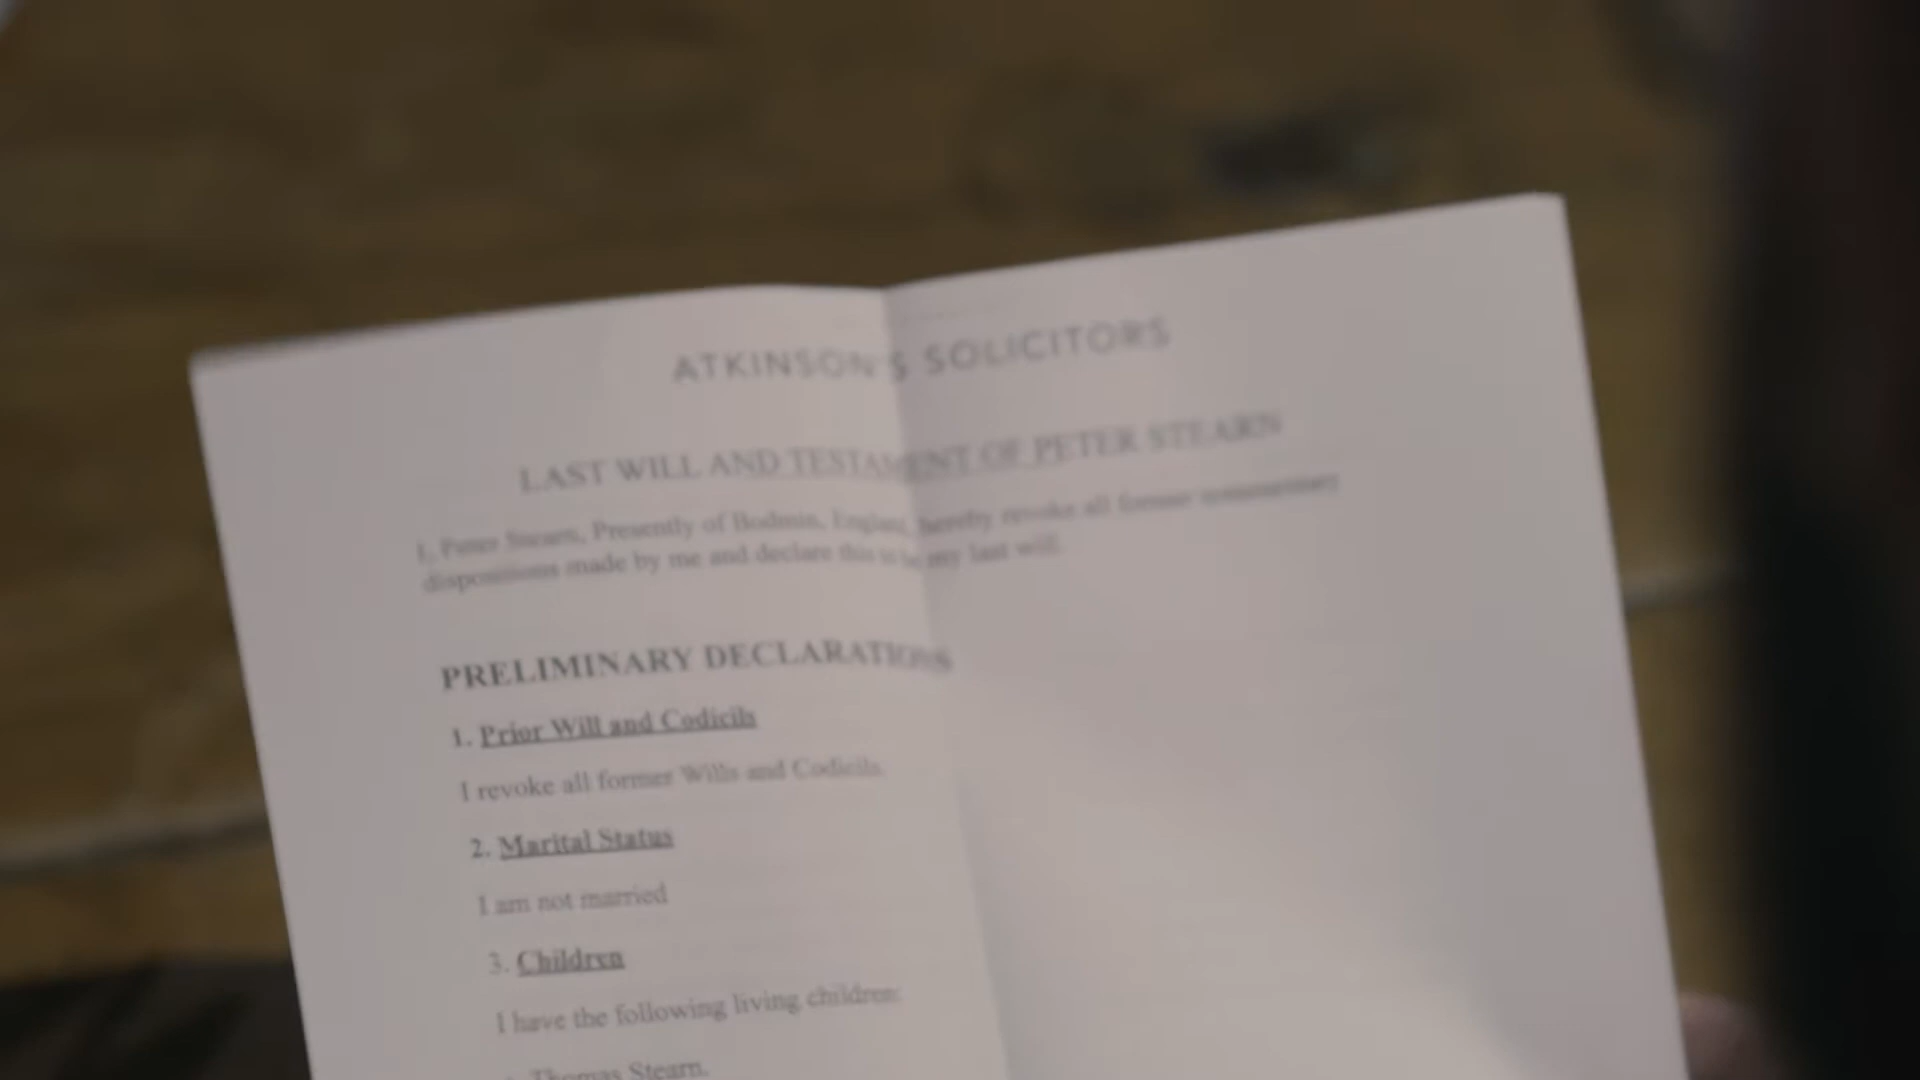 ATKINSON'S SOLICITORS
LAST WILL AND TESTAMENT OF PETER STEARN
I, Peter Stearn, Presently of Bodmin, England, hereby revoke all former testamentary
dispositions made by me and declare this to be my last will.
PRELIMINARY DECLARATIONS
1. Prior Will and Codicils
I revoke all former Wills and Codicils.
2. Marital Status
I am not married
3. Children
I have the following living children:
Thomas Stearn.